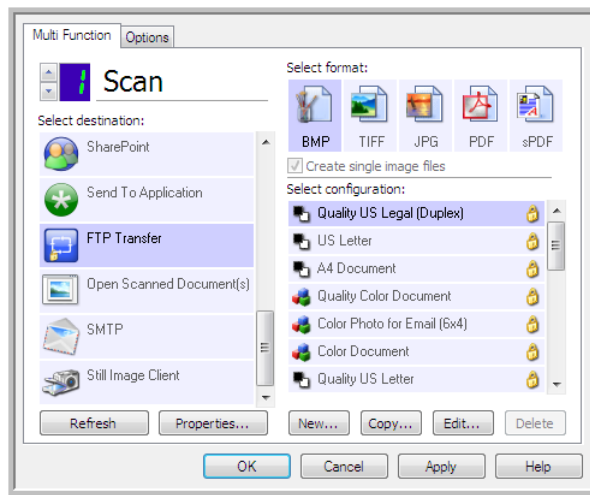 Multi Function
Options
1
Scan
Select destination:
SharePoint
Send To Application
FTP Transfer
Open Scanned Document(s)
SMTP
Still Image Client
Refresh
Properties...
Select format:
BMP
TIFF
JPG
PDF
sPDF
Create single image files
Select configuration:
Quality US Legal (Duplex)
US Letter
A4 Document
Quality Color Document
Color Photo for Email (6x4)
Color Document
Quality US Letter
New...
Copy...
Edit...
Delete
OK
Cancel
Apply
Help